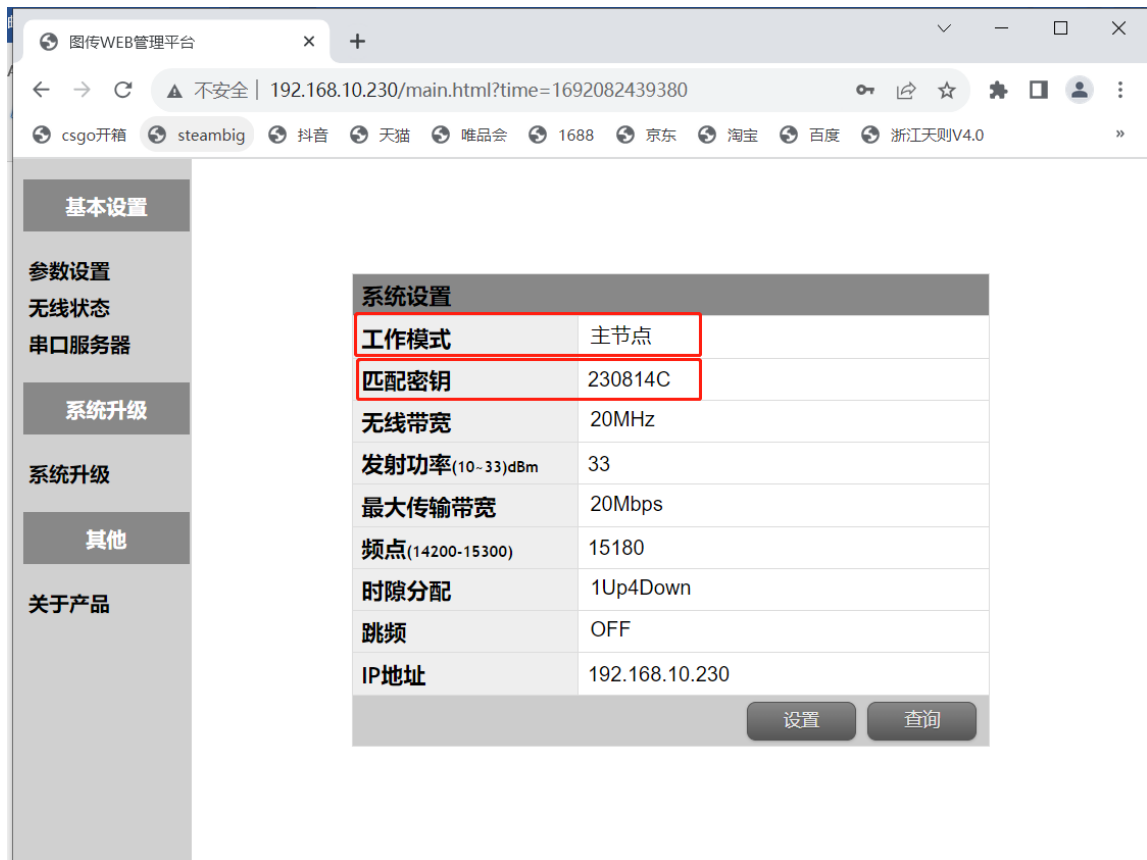 图传WEB管理平台
不安全 | 192.168.10.230/main.html?time=1692082439380
csgo开箱 steambig 抖音 天猫 唯品会 1688 京东 淘宝 百度 浙江天则V4.0 »
基本设置
参数设置
无线状态
串口服务器
系统升级
系统升级
其他
关于产品
系统设置
工作模式 主节点
匹配密钥 230814C
无线带宽 20MHz
发射功率(10~33)dBm 33
最大传输带宽 20Mbps
频点(14200-15300) 15180
时隙分配 1Up4Down
跳频 OFF
IP地址 192.168.10.230
设置 查询